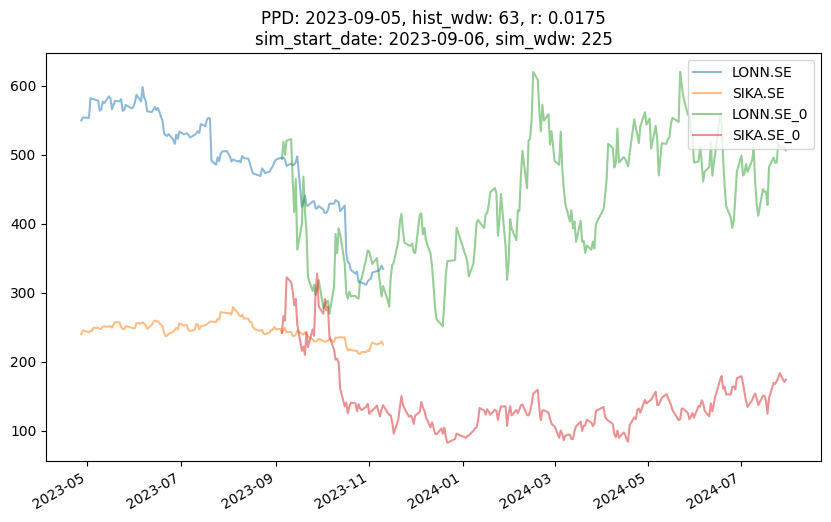 PPD: 2023-09-05, hist_wdw: 63, r: 0.0175
sim_start_date: 2023-09-06, sim_wdw: 225
LONN.SE
SIKA.SE
LONN.SE_0
SIKA.SE_0
600
500
400
300
200
100
2023-05
2023-07
2023-09
2023-11
2024-01
2024-03
2024-05
2024-07